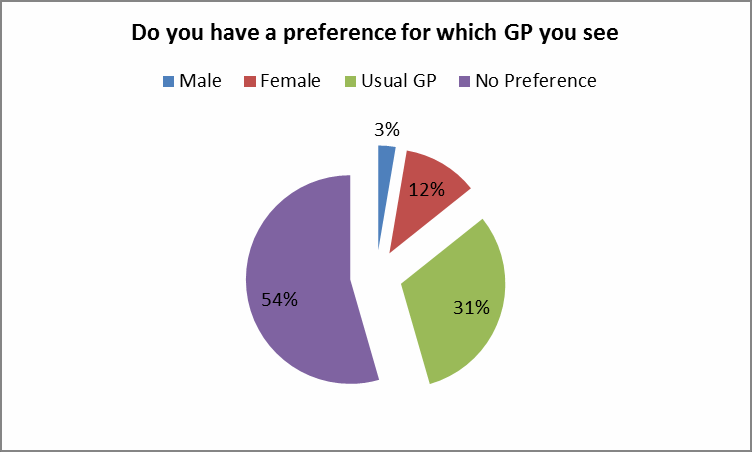 Do you have a preference for which GP you see
Male Female Usual GP No Preference
3%
12%
31%
54%